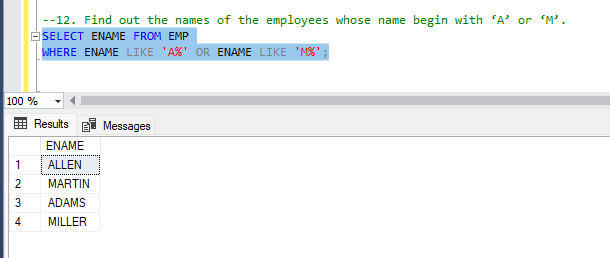 --12. Find out the names of the employees whose name begin with ‘A’ or ‘M’.
SELECT ENAME FROM EMP
WHERE ENAME LIKE 'A%' OR ENAME LIKE 'M%';
100 %
Results Messages
ENAME
1 ALLEN
2 MARTIN
3 ADAMS
4 MILLER